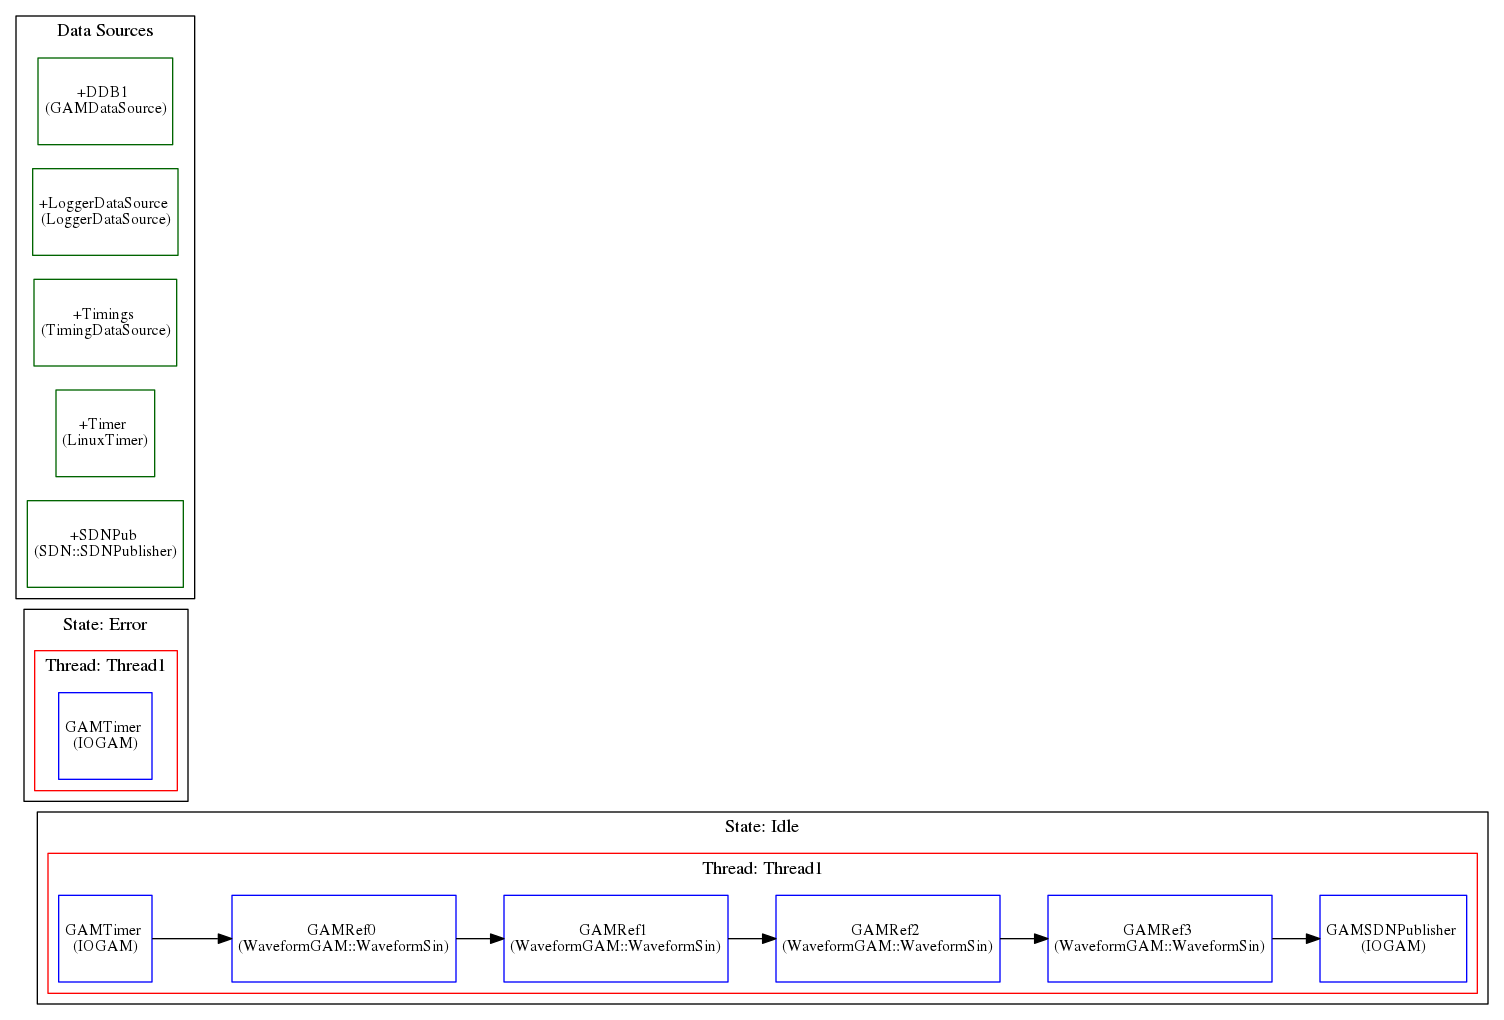 Data Sources
+DDB1
(GAMDataSource)
+LoggerDataSource
(LoggerDataSource)
+Timings
(TimingDataSource)
+Timer
(LinuxTimer)
+SDNPub
(SDN::SDNPublisher)
State: Error
Thread: Thread1
GAMTimer
(IOGAM)
State: Idle
Thread: Thread1
GAMTimer
(IOGAM)
GAMRef0
(WaveformGAM::WaveformSin)
GAMRef1
(WaveformGAM::WaveformSin)
GAMRef2
(WaveformGAM::WaveformSin)
GAMRef3
(WaveformGAM::WaveformSin)
GAMSDNPublisher
(IOGAM)